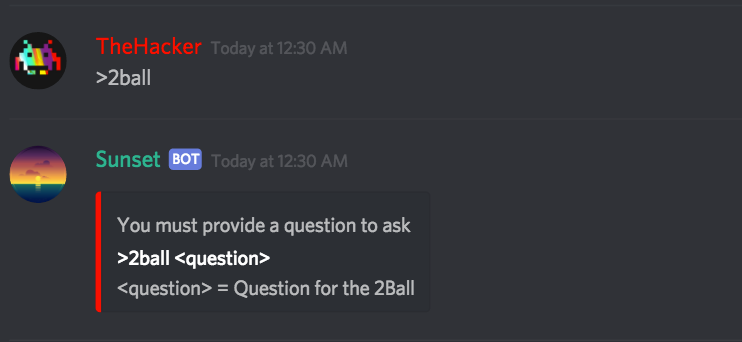 TheHacker Today at 12:30 AM
>2ball
Sunset BOT Today at 12:30 AM
You must provide a question to ask
>2ball <question>
<question> = Question for the 2Ball